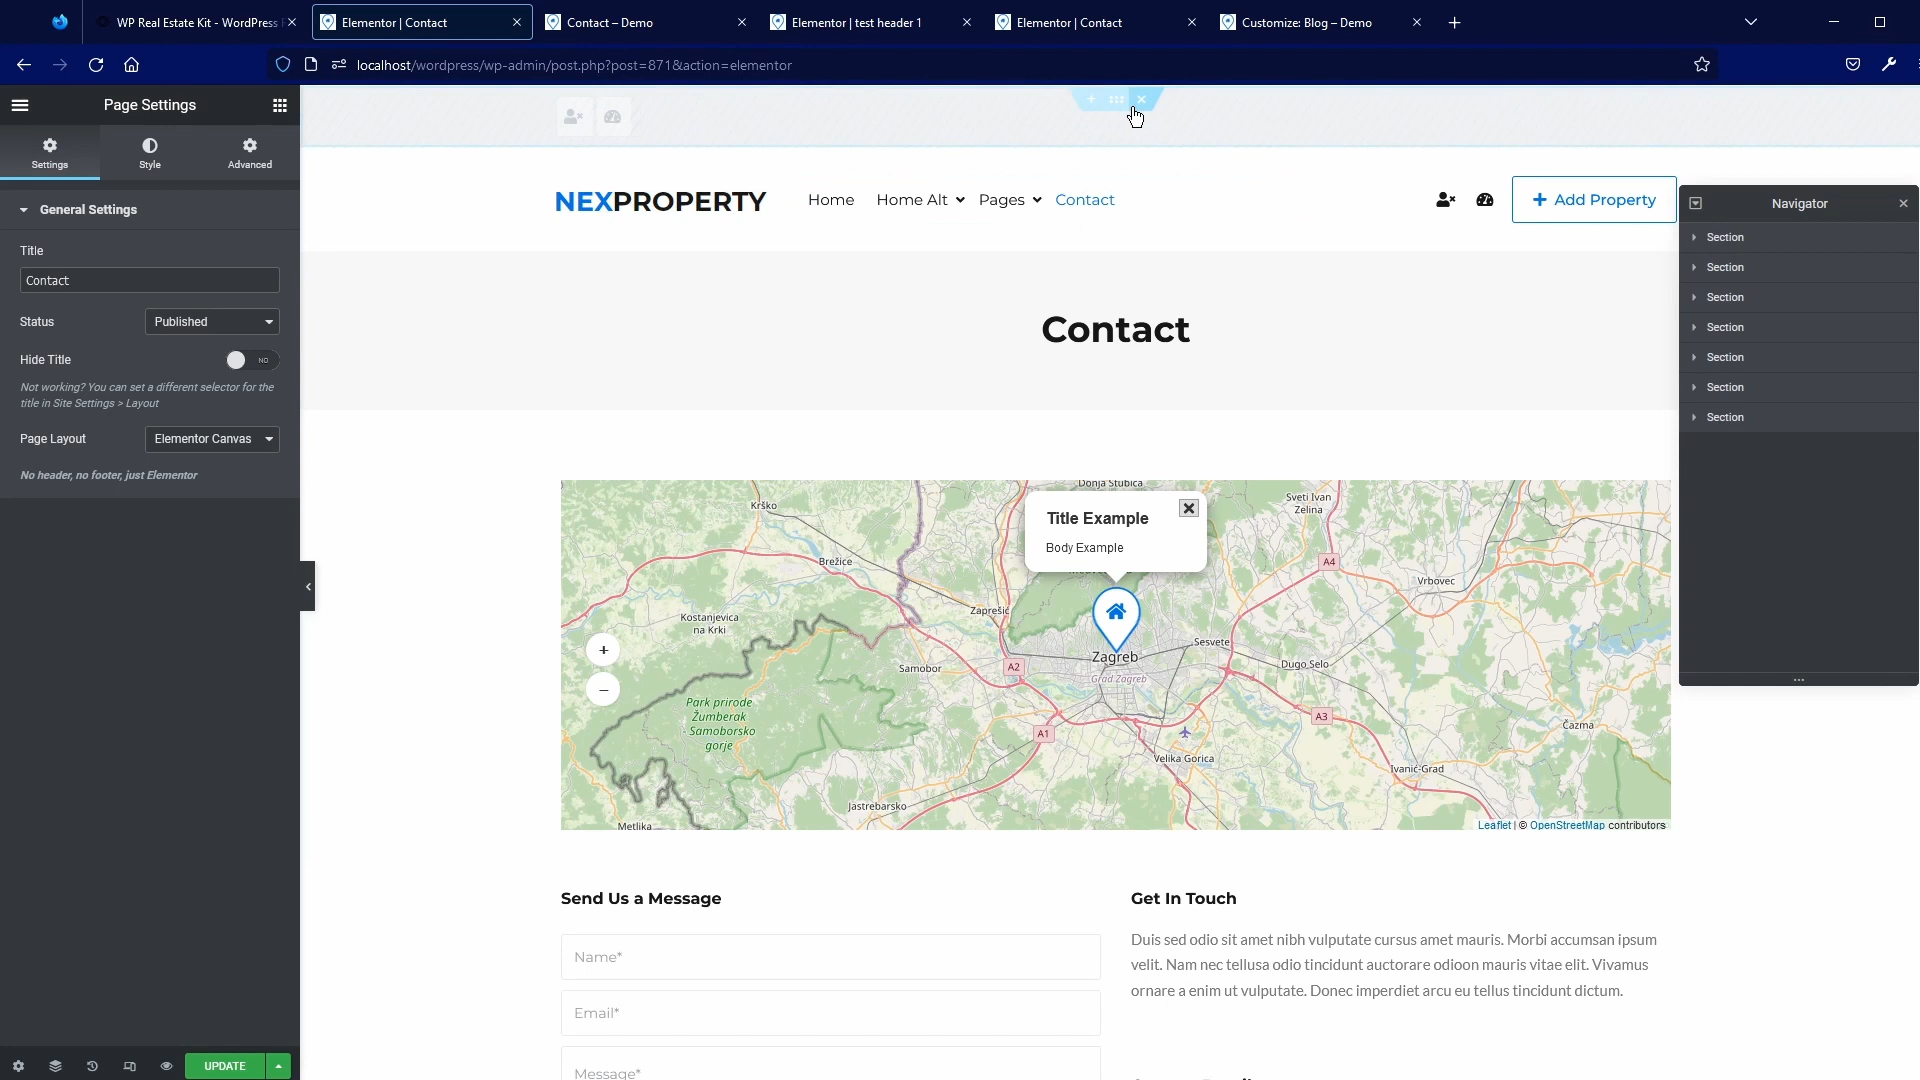 WP Real Estate Kit - WordPress
Elementor | Contact
Contact – Demo
Elementor | test header 1
Elementor | Contact
Customize: Blog – Demo
localhost/wordpress/wp-admin/post.php?post=871&action=elementor
Page Settings
Settings
Style
Advanced
General Settings
Title
Contact
Status
Published
Hide Title
NO
Not working? You can set a different selector for the
title in Site Settings > Layout
Page Layout
Elementor Canvas
No header, no footer, just Elementor
UPDATE
NEXPROPERTY
Home
Home Alt
Pages
Contact
Add Property
Contact
Donja Stubica
Krško
Sveti Ivan
Zelina
Title Example
Body Example
Brežice
A4
Vrbovec
Zaprešić
Kostanjevica
na Krki
Sesvete
Zagreb
Grad Zagreb
Samobor
A2
Dugo Selo
Park prirode
Žumberak
- Samoborsko
gorje
A3
A1
Čazma
Velika Gorica
Ivanić-Grad
Jastrebarsko
Metlika
Leaflet | © OpenStreetMap contributors
Send Us a Message
Name*
Email*
Message*
Get In Touch
Duis sed odio sit amet nibh vulputate cursus amet mauris. Morbi accumsan ipsum
velit. Nam nec tellusa odio tincidunt auctorare odioon mauris vitae elit. Vivamus
ornare a enim ut vulputate. Donec imperdiet arcu eu tellus tincidunt dictum.
Navigator
Section
Section
Section
Section
Section
Section
Section